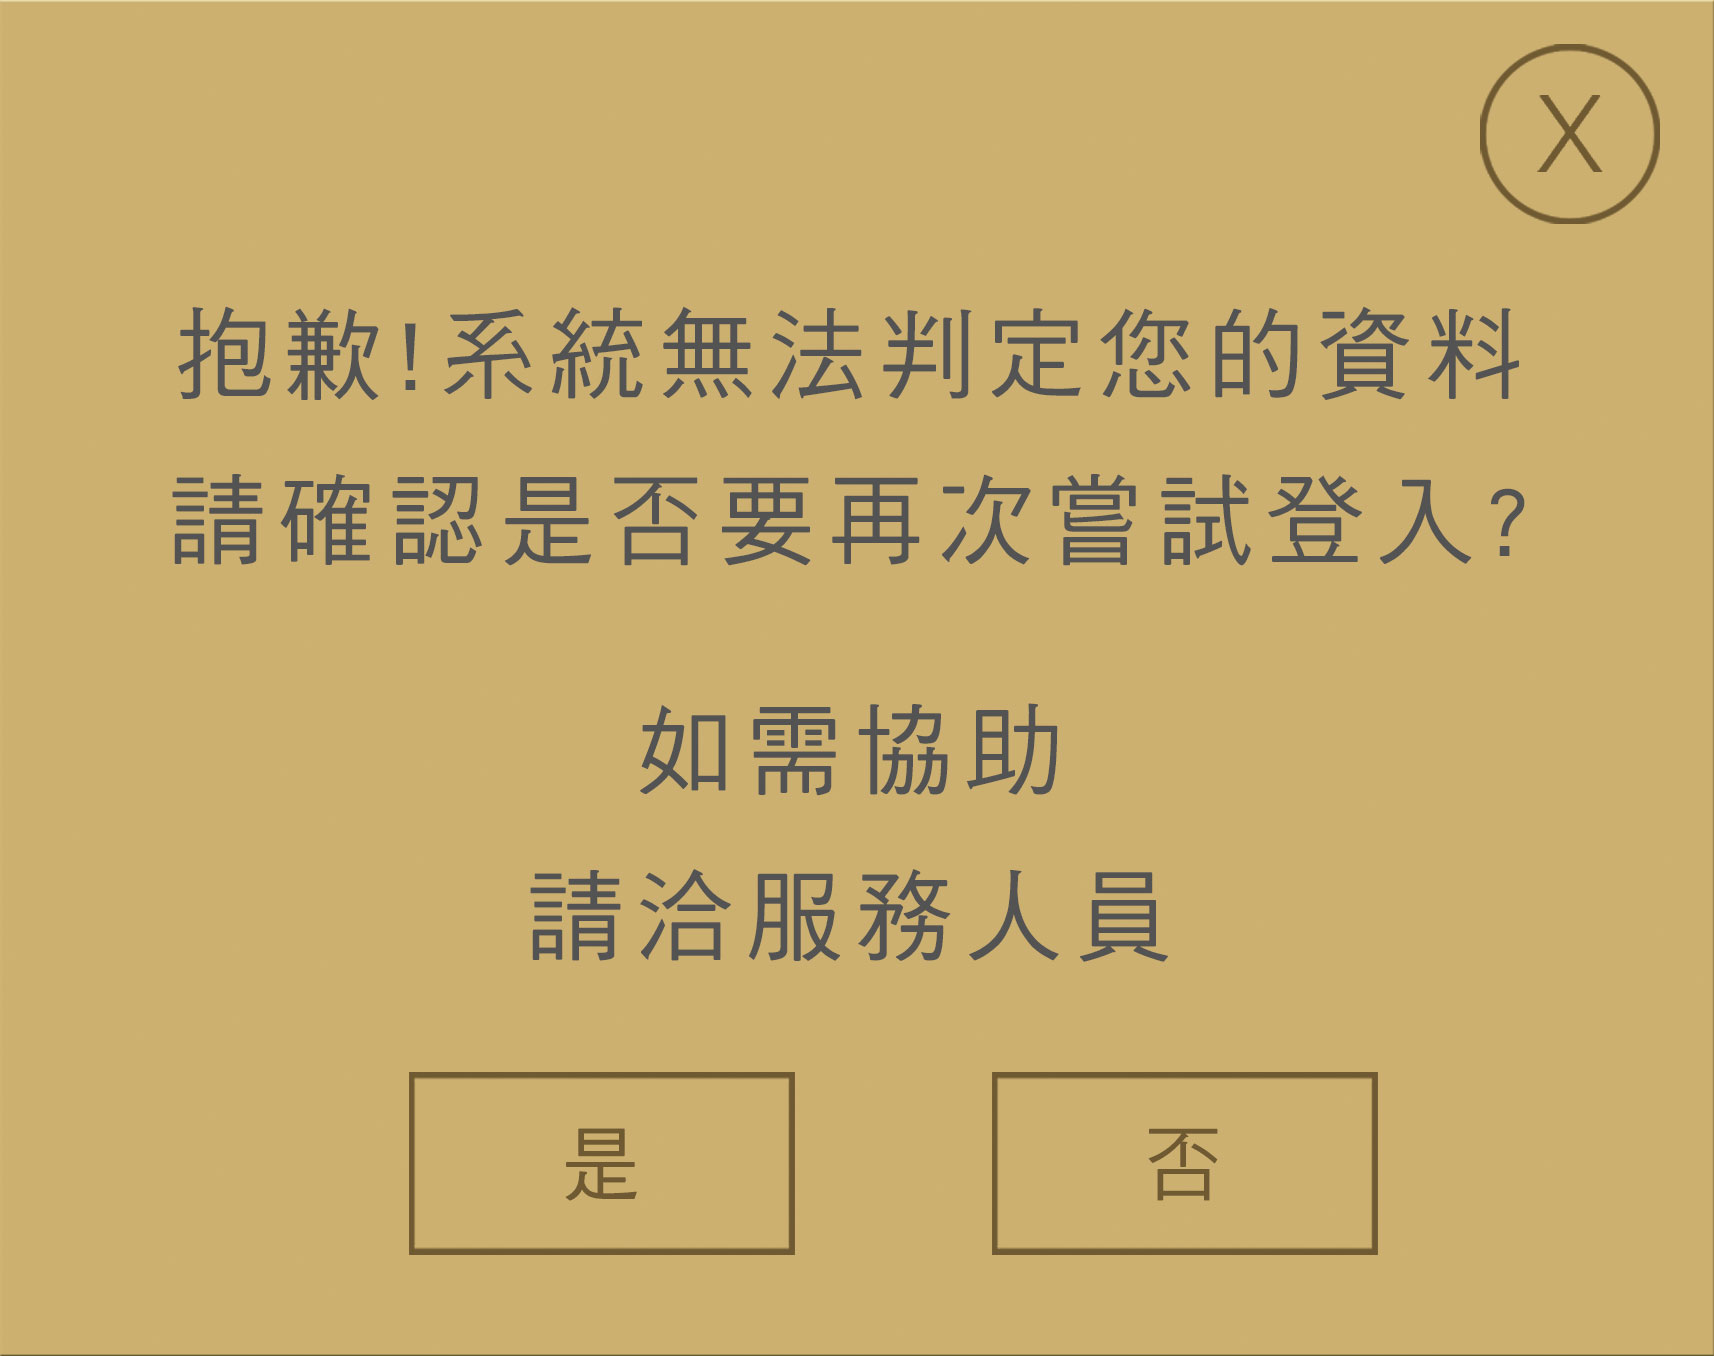 X
抱歉!系統無法判定您的資料
請確認是否要再次嘗試登入?
如需協助
請洽服務人員
是 否